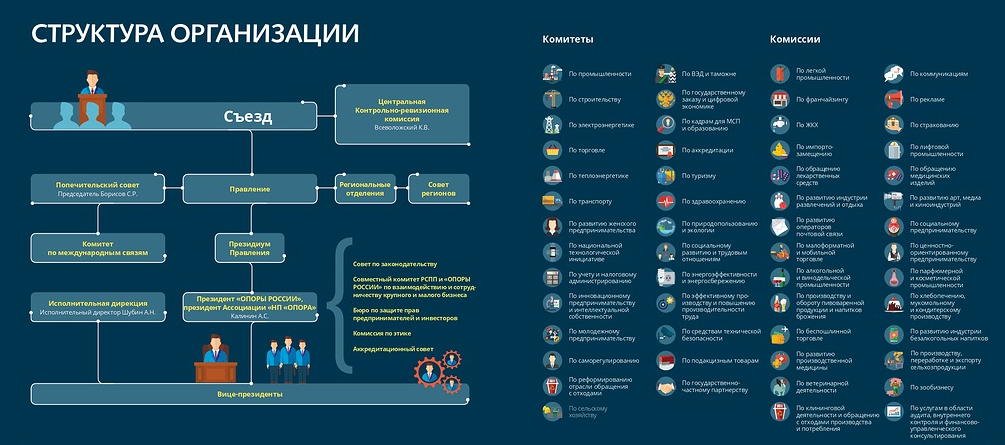 СТРУКТУРА ОРГАНИЗАЦИИ
Съезд
Центральная
Контрольно-ревизионная
комиссия
Всеволожский К.В.
Попечительский совет
Председатель Борисов С.Р.
Правление
Региональные
отделения
Совет
регионов
Комитет
по международным связям
Президиум
Правления
Исполнительная дирекция
Исполнительный директор Шубин А.Н.
Президент «ОПОРЫ РОССИИ»,
президент Ассоциации «НП «ОПОРА»
Калинин А.С.
Совет по законодательству
Совместный комитет РСПП и «ОПОРЫ
РОССИИ» по взаимодействию и сотруд-
ничеству крупного и малого бизнеса
Бюро по защите прав
предпринимателей и инвесторов
Комиссия по этике
Аккредитационный совет
Вице-президенты
Комитеты
По промышленности
По строительству
По электроэнергетике
По торговле
По теплоэнергетике
По транспорту
По развитию женского
предпринимательства
По национальной
технологической
инициативе
По учету и налоговому
администрированию
По инновационному
предпринимательству
и интеллектуальной
собственности
По молодежному
предпринимательству
По саморегулированию
По реформированию
отрасли обращения
с отходами
По сельскому
хозяйству
По ВЭД и таможне
По государственному
заказу и цифровой
экономике
По кадрам для МСП
и образованию
По аккредитации
По туризму
По здравоохранению
По природопользованию
и экологии
По социальному
развитию и трудовым
отношениям
По энергоэффективности
и энергосбережению
По эффективному про-
изводству и повышению
производительности
труда
По средствам технической
безопасности
По подакцизным товарам
По государственно-
частному партнерству
Комиссии
По легкой
промышленности
По франчайзингу
По ЖКХ
По импорто-
замещению
По обращению
лекарственных
средств
По развитию индустрии
развлечений и отдыха
По развитию
операторов
почтовой связи
По малоформатной
и мобильной
торговле
По алкогольной
и винодельческой
промышленности
По производству и
обороту пивоваренной
продукции и напитков
брожения
По беспошлинной
торговле
По развитию
производственной
медицины
По ветеринарной
деятельности
По клининговой
деятельности и обращению
с отходами производства
и потребления
По коммуникациям
По рекламе
По страхованию
По лифтовой
промышленности
По обращению
медицинских
изделий
По развитию арт, медиа
и киноиндустрий
По социальному
предпринимательству
По ценностно-
ориентированному
предпринимательству
По парфюмерной
и косметической
промышленности
По хлебопечению,
мукомольному
и кондитерскому
производству
По развитию индустрии
безалкогольных напитков
По производству,
переработке и экспорту
сельхозпродукции
По зообизнесу
По услугам в области
аудита, внутреннего
контроля и финансово-
управленческого
консультирования